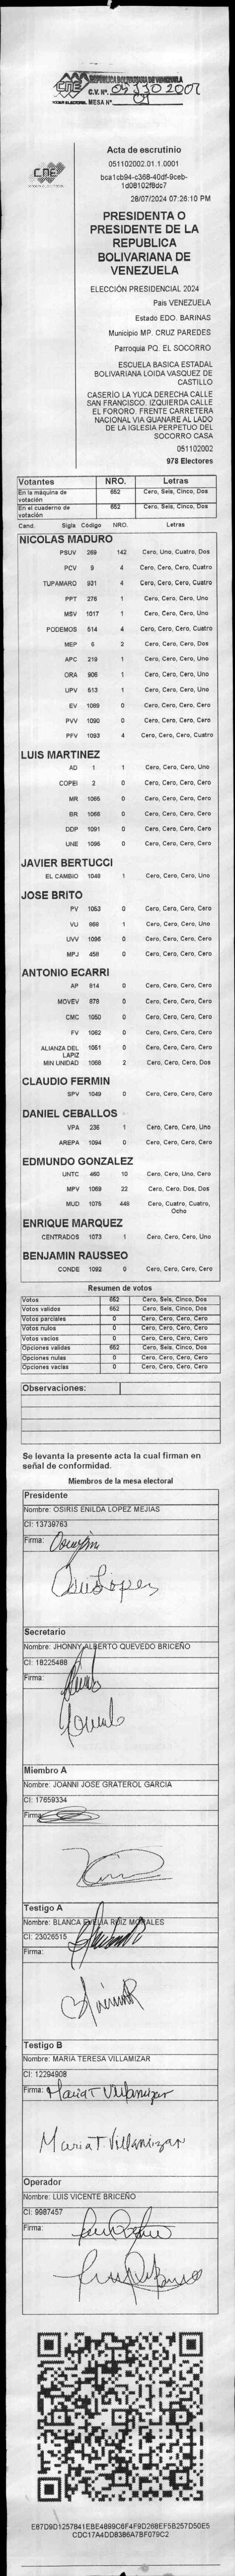 CNE
REPUBLICA BOLIVARIANA DE VENEZUELA
C.V. Nº.
PODER ELECTORAL MESA Nº 01
Acta de escrutinio
CNE
051102002.01.1.0001
bca1cb94-c368-40df-9ceb-
1d08102f8dc7
28/07/2024 07:26:10 PM
PRESIDENTA O
PRESIDENTE DE LA
REPUBLICA
BOLIVARIANA DE
VENEZUELA
ELECCIÓN PRESIDENCIAL 2024
Pais VENEZUELA
Estado EDO. BARINAS
Municipio MP. CRUZ PAREDES
Parroquia PQ. EL SOCORRO
ESCUELA BASICA ESTADAL
BOLIVARIANA LOIDA VASQUEZ DE
CASTILLO
CASERIO LA YUCA DERECHA CALLE
SAN FRANCISCO. IZQUIERDA CALLE
EL FORORO. FRENTE CARRETERA
NACIONAL VIA GUANARE AL LADO
DE LA IGLESIA PERPETUO DEL
SOCORRO CASA
051102002
978 Electores
Votantes NRO. Letras
En la máquina de votación 652 Cero, Seis, Cinco, Dos
En el cuaderno de votación 652 Cero, Seis, Cinco, Dos
Cand. Sigla Código NRO. Letras
NICOLAS MADURO
PSUV 269 142 Cero, Uno, Cuatro, Dos
PCV 9 4 Cero, Cero, Cero, Cuatro
TUPAMARO 931 4 Cero, Cero, Cero, Cuatro
PPT 276 1 Cero, Cero, Cero, Uno
MSV 1017 1 Cero, Cero, Cero, Uno
PODEMOS 514 4 Cero, Cero, Cero, Cuatro
MEP 6 2 Cero, Cero, Cero, Dos
APC 219 1 Cero, Cero, Cero, Uno
ORA 906 1 Cero, Cero, Cero, Uno
UPV 613 1 Cero, Cero, Cero, Uno
EV 1089 0 Cero, Cero, Cero, Cero
PVV 1090 0 Cero, Cero, Cero, Cero
PFV 1093 4 Cero, Cero, Cero, Cuatro
LUIS MARTINEZ
AD 1 1 Cero, Cero, Cero, Uno
COPEI 2 0 Cero, Cero, Cero, Cero
MR 1065 0 Cero, Cero, Cero, Cero
BR 1066 0 Cero, Cero, Cero, Cero
DDP 1091 0 Cero, Cero, Cero, Cero
UNE 1095 0 Cero, Cero, Cero, Cero
JAVIER BERTUCCI
EL CAMBIO 1048 1 Cero, Cero, Cero, Uno
JOSE BRITO
PV 1053 0 Cero, Cero, Cero, Cero
VU 968 1 Cero, Cero, Cero, Uno
UVV 1096 0 Cero, Cero, Cero, Cero
MPJ 458 0 Cero, Cero, Cero, Cero
ANTONIO ECARRI
AP 814 0 Cero, Cero, Cero, Cero
MOVEV 878 0 Cero, Cero, Cero, Cero
CMC 1050 0 Cero, Cero, Cero, Cero
FV 1062 0 Cero, Cero, Cero, Cero
ALIANZA DEL LAPIZ 1051 0 Cero, Cero, Cero, Cero
MIN UNIDAD 1068 2 Cero, Cero, Cero, Dos
CLAUDIO FERMIN
SPV 1049 0 Cero, Cero, Cero, Cero
DANIEL CEBALLOS
VPA 236 1 Cero, Cero, Cero, Uno
AREPA 1094 0 Cero, Cero, Cero, Cero
EDMUNDO GONZALEZ
UNTC 460 10 Cero, Cero, Uno, Cero
MPV 1069 22 Cero, Cero, Dos, Dos
MUD 1075 448 Cero, Cuatro, Cuatro, Ocho
ENRIQUE MARQUEZ
CENTRADOS 1073 1 Cero, Cero, Cero, Uno
BENJAMIN RAUSSEO
CONDE 1092 0 Cero, Cero, Cero, Cero
Resumen de votos
Votos 652 Cero, Seis, Cinco, Dos
Votos validos 652 Cero, Seis, Cinco, Dos
Votos parciales 0 Cero, Cero, Cero, Cero
Votos nulos 0 Cero, Cero, Cero, Cero
Votos vacios 0 Cero, Cero, Cero, Cero
Opciones validas 652 Cero, Seis, Cinco, Dos
Opciones nulas 0 Cero, Cero, Cero, Cero
Opciones vacias 0 Cero, Cero, Cero, Cero
Observaciones:
Se levanta la presente acta la cual firman en
señal de conformidad.
Miembros de la mesa electoral
Presidente
Nombre: OSIRIS ENILDA LOPEZ MEJIAS
CI: 13739763
Firma:
Secretario
Nombre: JHONNY ALBERTO QUEVEDO BRICEÑO
CI: 18225488
Firma:
Miembro A
Nombre: JOANNI JOSE GRATEROL GARCIA
CI: 17659334
Firma:
Testigo A
Nombre: BLANCA EVELIA RUIZ MORALES
CI: 23026515
Firma:
Testigo B
Nombre: MARIA TERESA VILLAMIZAR
CI: 12294908
Firma: Maria T Villamizar
Maria T. Villamizar
Operador
Nombre: LUIS VICENTE BRICEÑO
CI: 9987457
Firma:
E87D9D1257841EBE4899C6F4F9D268EF5B257D50E5
CDC17A4DD8386A7BF079C2